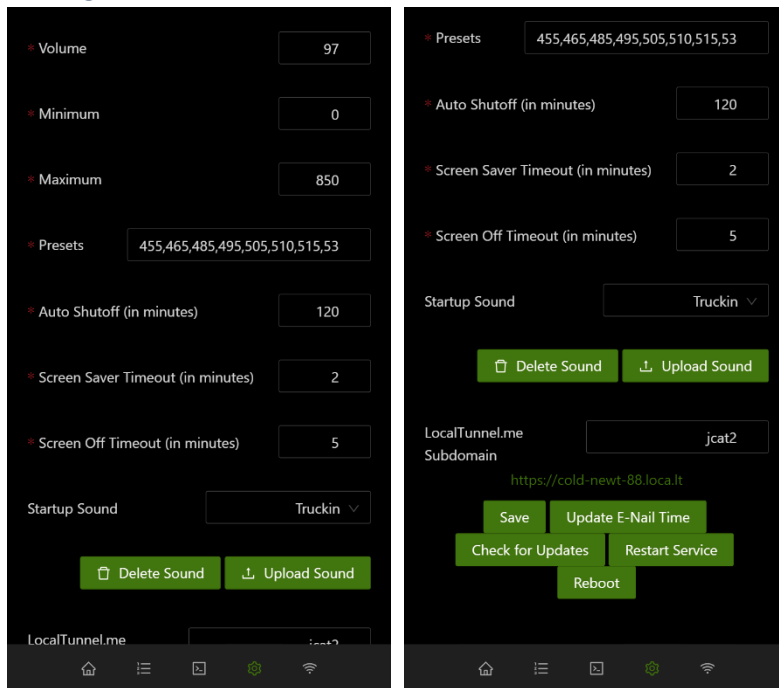 * Volume 97
* Minimum 0
* Maximum 850
* Presets 455,465,485,495,505,510,515,53
* Auto Shutoff (in minutes) 120
* Screen Saver Timeout (in minutes) 2
* Screen Off Timeout (in minutes) 5
Startup Sound Truckin
Delete Sound Upload Sound
LocalTunnel.me jcat2
* Presets 455,465,485,495,505,510,515,53
* Auto Shutoff (in minutes) 120
* Screen Saver Timeout (in minutes) 2
* Screen Off Timeout (in minutes) 5
Startup Sound Truckin
Delete Sound Upload Sound
LocalTunnel.me
Subdomain jcat2
https://cold-newt-88.loca.lt
Save Update E-Nail Time
Check for Updates Restart Service
Reboot